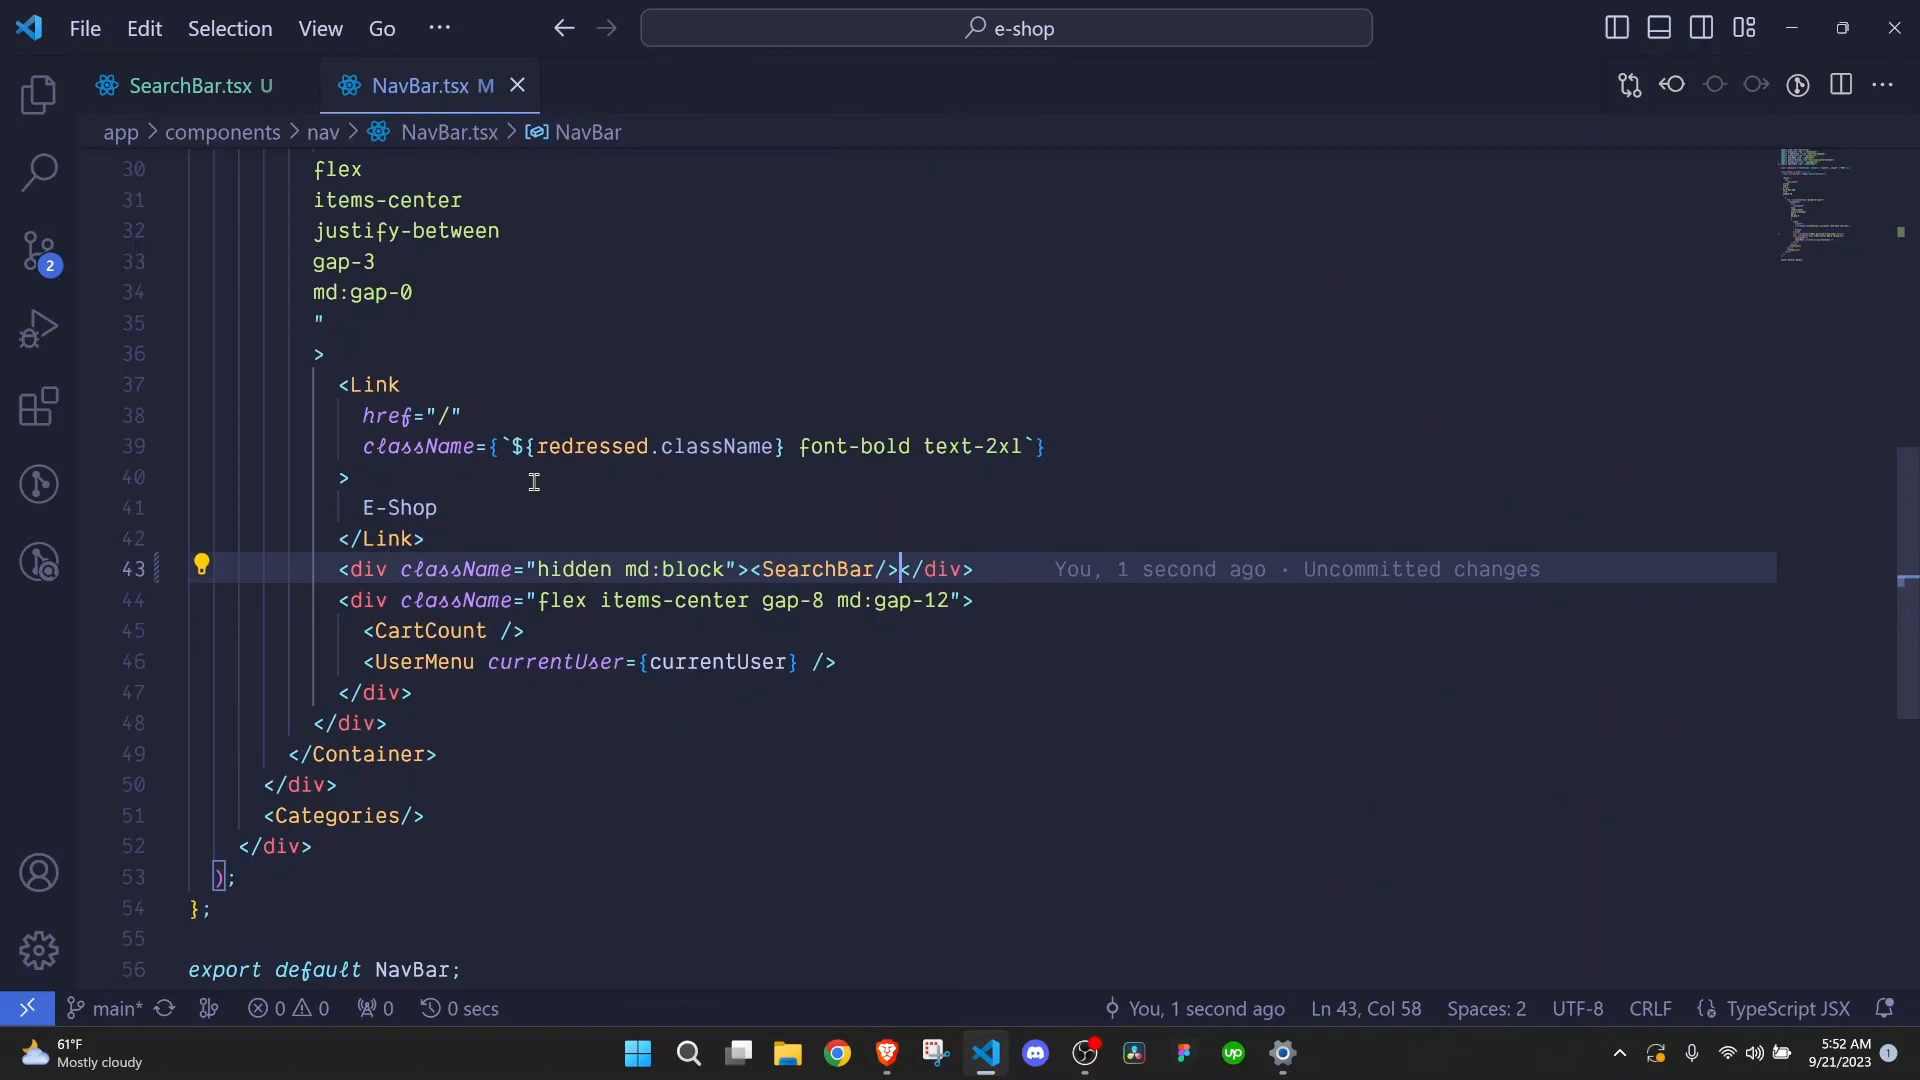 File Edit Selection View Go ··· e-shop
SearchBar.tsx U NavBar.tsx M
app > components > nav > NavBar.tsx > NavBar
30 flex
31 items-center
32 justify-between
33 gap-3
34 md:gap-0
35 "
36 >
37 <Link
38 href="/"
39 className={`${redressed.className} font-bold text-2xl`}
40 >
41 E-Shop
42 </Link>
43 <div className="hidden md:block"><SearchBar/></div> You, 1 second ago • Uncommitted changes
44 <div className="flex items-center gap-8 md:gap-12">
45 <CartCount />
46 <UserMenu currentUser={currentUser} />
47 </div>
48 </div>
49 </Container>
50 </div>
51 <Categories/>
52 </div>
53 );
54 };
55
56 export default NavBar;
2
main* 0 0 0 0 secs You, 1 second ago Ln 43, Col 58 Spaces: 2 UTF-8 CRLF {} TypeScript JSX
61°F
Mostly cloudy
up
5:52 AM
9/21/2023
1